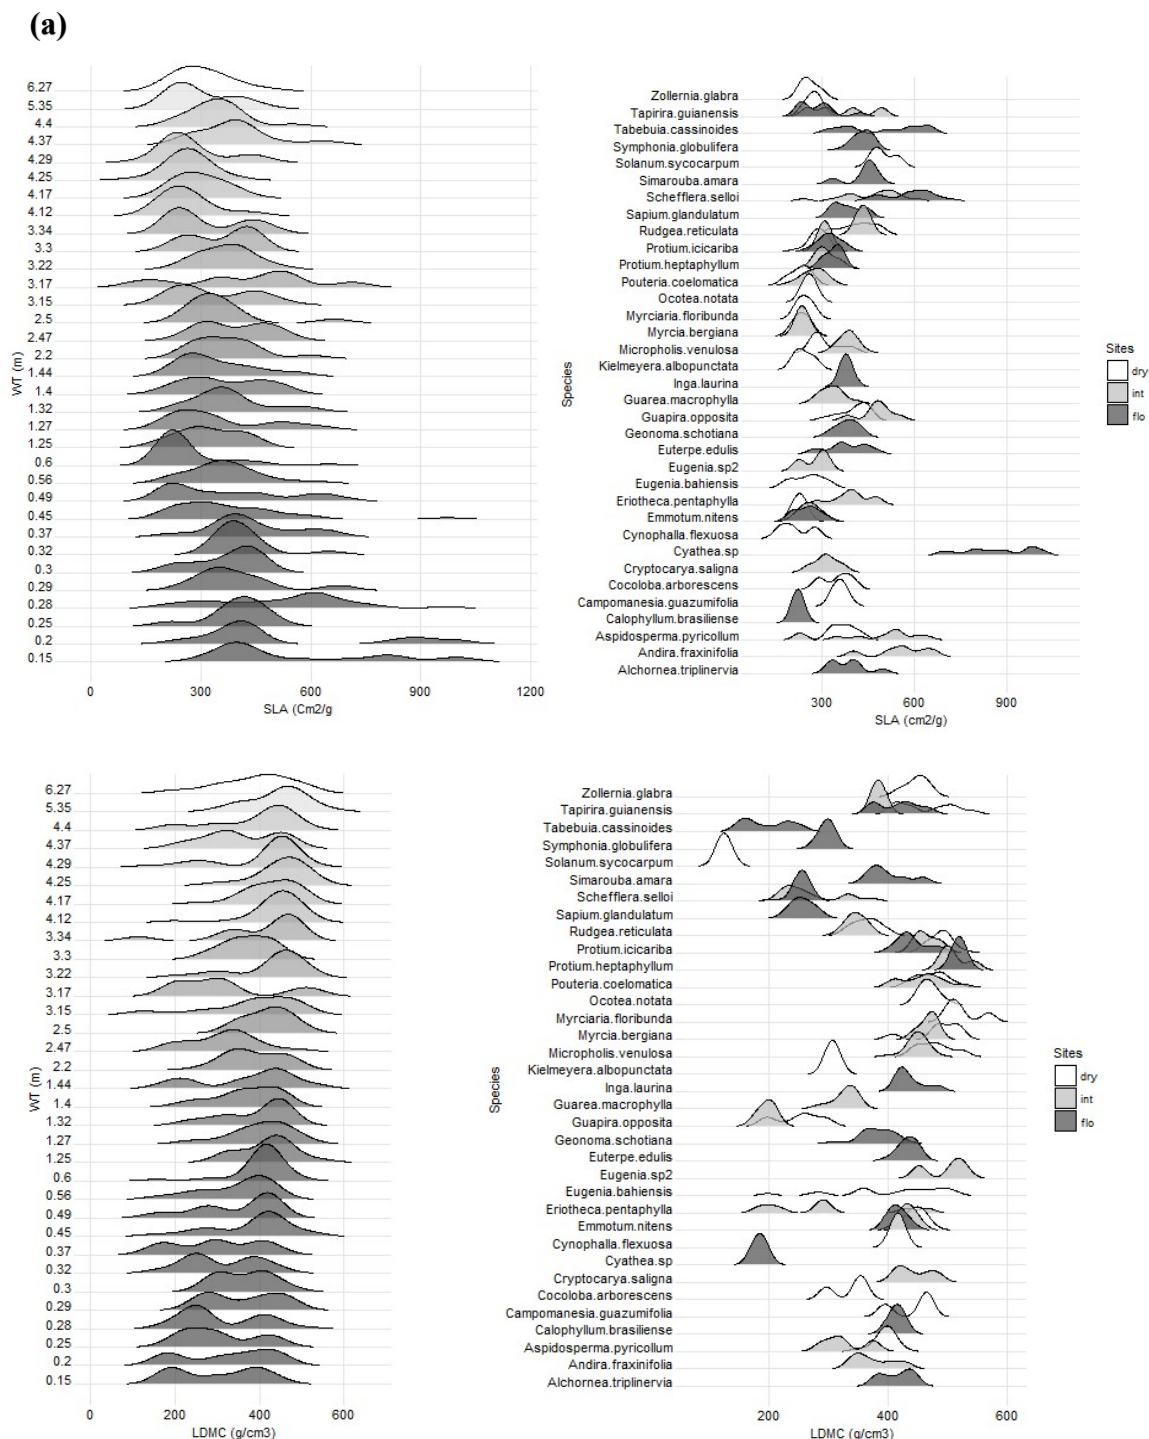 (a)
6.27
5.35
4.4
4.37
4.29
4.25
4.17
4.12
3.34
3.3
3.22
3.17
3.15
2.5
2.47
2.2
1.44
1.4
1.32
1.27
1.25
0.6
0.56
0.49
0.45
0.37
0.32
0.3
0.29
0.28
0.25
0.2
0.15
WT (m)
0 300 600 900 1200
SLA (Cm2/g
Zollernia.glabra
Tapirira.guianensis
Tabebuia.cassinoides
Symphonia.globulifera
Solanum.sycocarpum
Simarouba.amara
Schefflera.selloi
Sapium.glandulatum
Rudgea.reticulata
Protium.icicariba
Protium.heptaphyllum
Pouteria.coelomatica
Ocotea.notata
Myrciaria.floribunda
Myrcia.bergiana
Micropholis.venulosa
Kielmeyera.albopunctata
Inga.laurina
Guarea.macrophylla
Guapira.opposita
Geonoma.schotiana
Euterpe.edulis
Eugenia.sp2
Eugenia.bahiensis
Eriotheca.pentaphylla
Emmotum.nitens
Cynophalla.flexuosa
Cyathea.sp
Cryptocarya.saligna
Cocoloba.arborescens
Campomanesia.guazumifolia
Calophyllum.brasiliense
Aspidosperma.pyricollum
Andira.fraxinifolia
Alchornea.triplinervia
Species
300 600 900
SLA (cm2/g)
Sites
dry
int
flo
6.27
5.35
4.4
4.37
4.29
4.25
4.17
4.12
3.34
3.3
3.22
3.17
3.15
2.5
2.47
2.2
1.44
1.4
1.32
1.27
1.25
0.6
0.56
0.49
0.45
0.37
0.32
0.3
0.29
0.28
0.25
0.2
0.15
WT (m)
0 200 400 600
LDMC (g/cm3)
Zollernia.glabra
Tapirira.guianensis
Tabebuia.cassinoides
Symphonia.globulifera
Solanum.sycocarpum
Simarouba.amara
Schefflera.selloi
Sapium.glandulatum
Rudgea.reticulata
Protium.icicariba
Protium.heptaphyllum
Pouteria.coelomatica
Ocotea.notata
Myrciaria.floribunda
Myrcia.bergiana
Micropholis.venulosa
Kielmeyera.albopunctata
Inga.laurina
Guarea.macrophylla
Guapira.opposita
Geonoma.schotiana
Euterpe.edulis
Eugenia.sp2
Eugenia.bahiensis
Eriotheca.pentaphylla
Emmotum.nitens
Cynophalla.flexuosa
Cyathea.sp
Cryptocarya.saligna
Cocoloba.arborescens
Campomanesia.guazumifolia
Calophyllum.brasiliense
Aspidosperma.pyricollum
Andira.fraxinifolia
Alchornea.triplinervia
Species
200 400 600
LDMC (g/cm3)
Sites
dry
int
flo